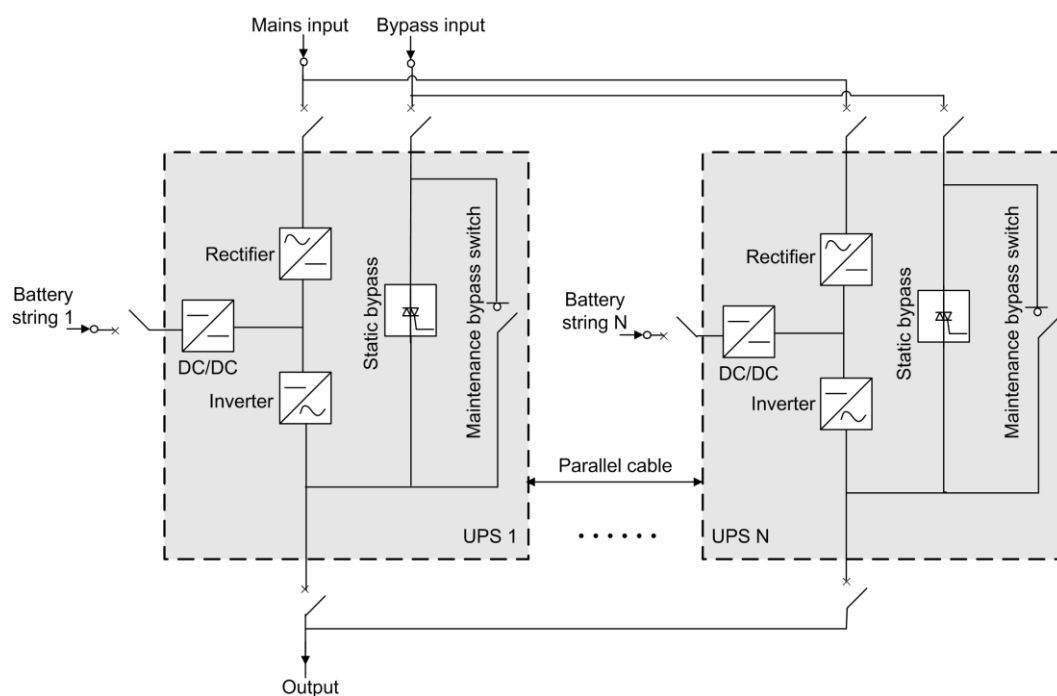 Mains input
Bypass input
Rectifier
Battery
string 1
DC/DC
Inverter
Static bypass
Maintenance bypass switch
UPS 1
Parallel cable
......
Rectifier
Battery
string N
DC/DC
Inverter
Static bypass
Maintenance bypass switch
UPS N
Output